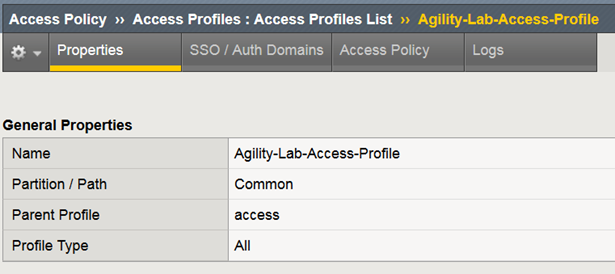 Access Policy ›› Access Profiles : Access Profiles List ›› Agility-Lab-Access-Profile
Properties SSO / Auth Domains Access Policy Logs
General Properties
Name Agility-Lab-Access-Profile
Partition / Path Common
Parent Profile access
Profile Type All